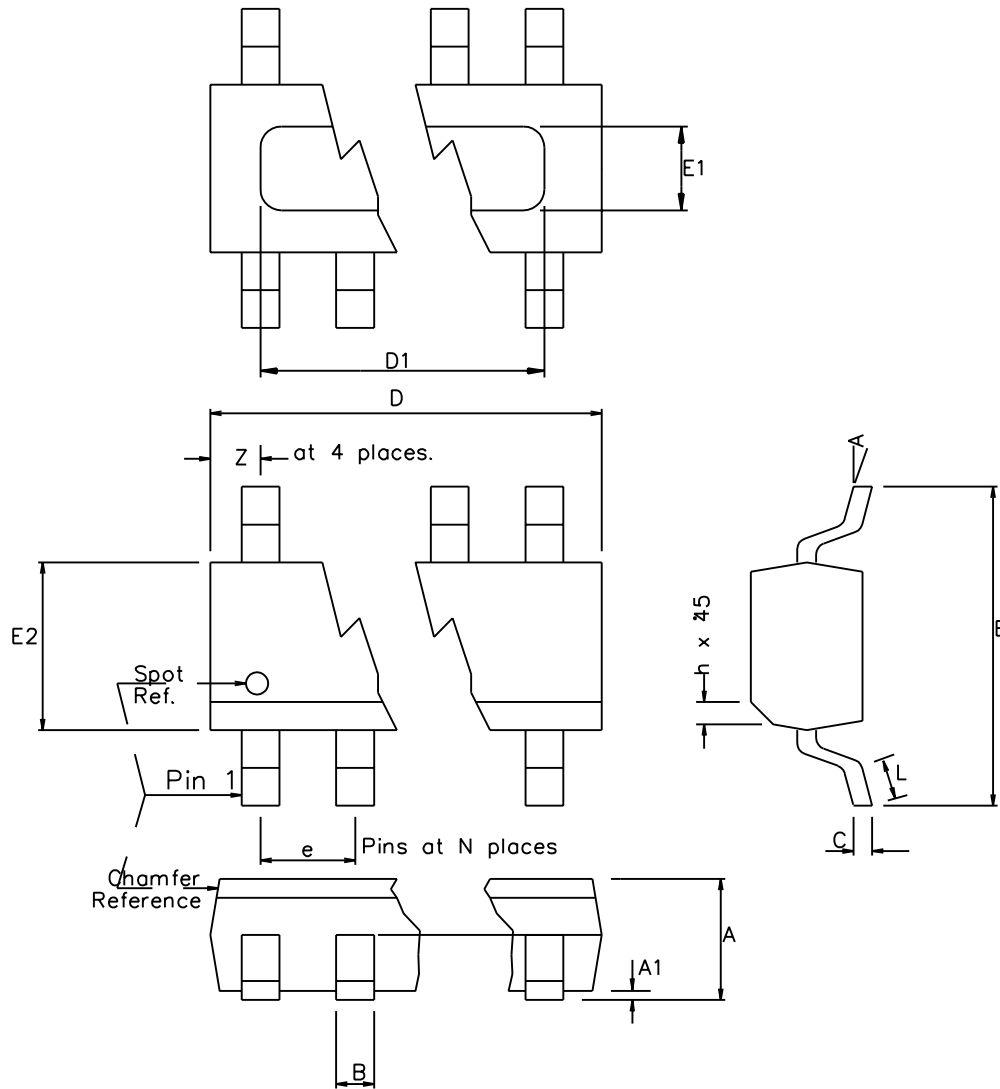 E1
D1
D
Z at 4 places.
A
E2
h x 45
E
Spot
Ref.
Pin 1
L
C
e
Pins at N places
Chamfer
Reference
A
A1
B